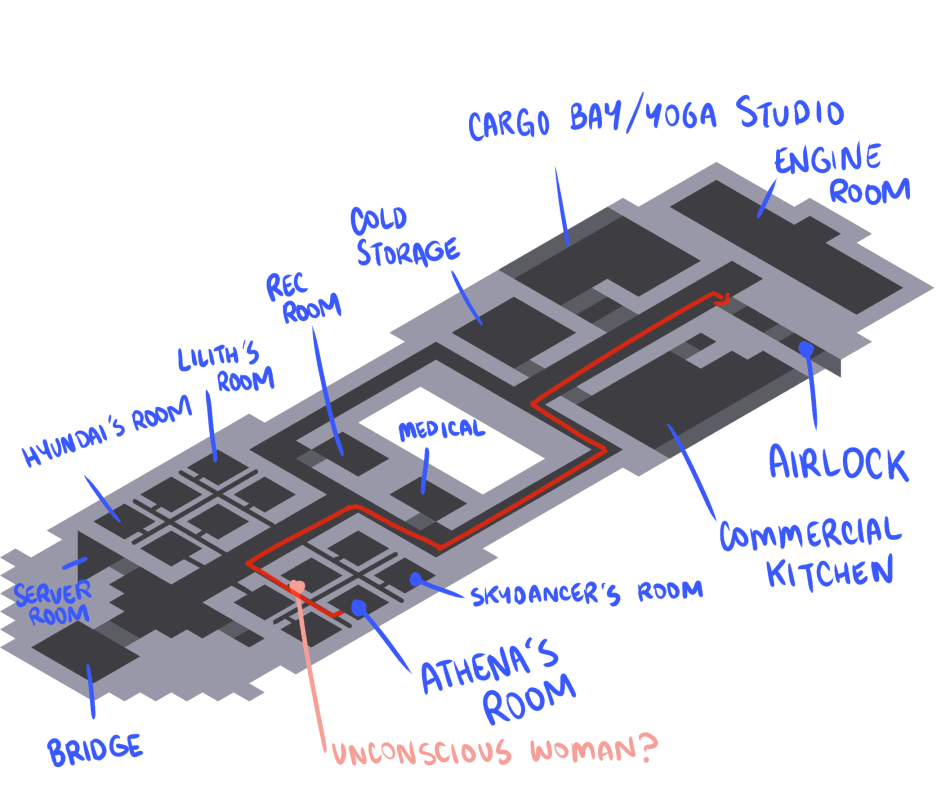 CARGO BAY/YOGA STUDIO
ENGINE
ROOM
COLD
STORAGE
REC
ROOM
LILITH'S
ROOM
HYUNDAI'S ROOM
MEDICAL
AIRLOCK
COMMERCIAL
KITCHEN
SERVER
ROOM
SKYDANCER'S ROOM
ATHENA'S
ROOM
BRIDGE
UNCONSCIOUS WOMAN?